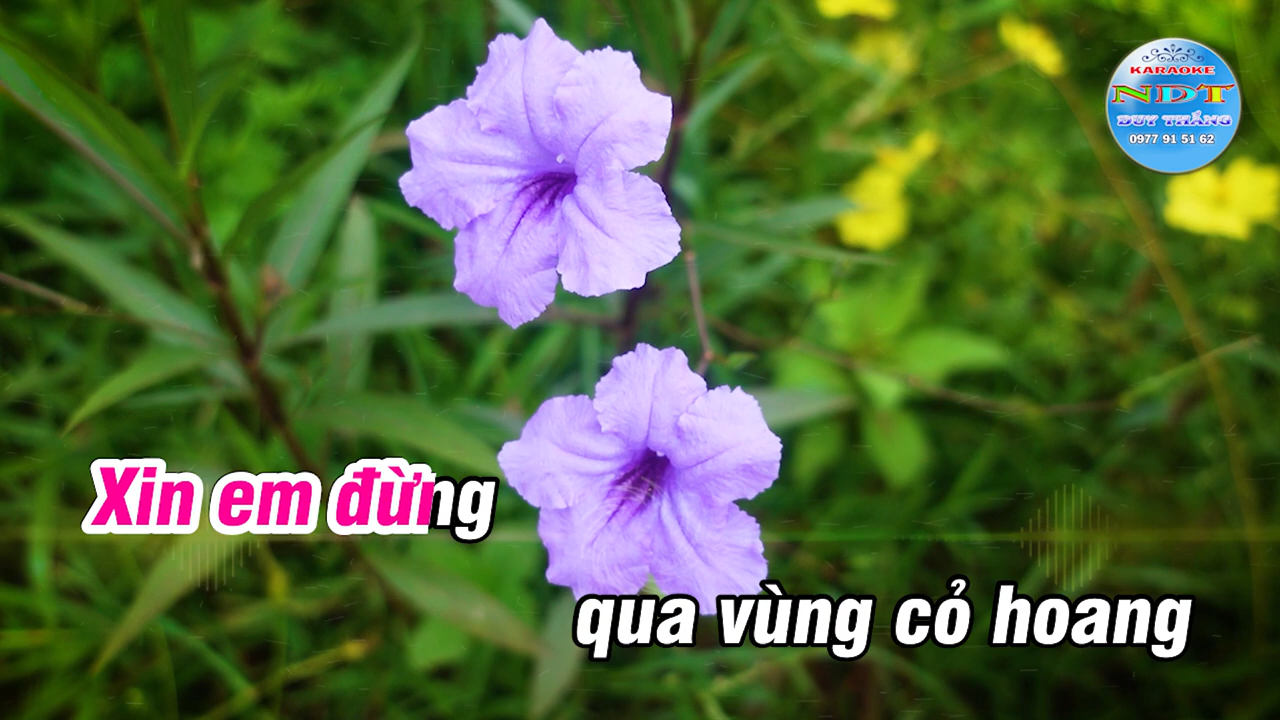 KARAOKE
NDT
DUY THẮNG
0977 91 51 62
Xin em đừng
qua vùng cỏ hoang